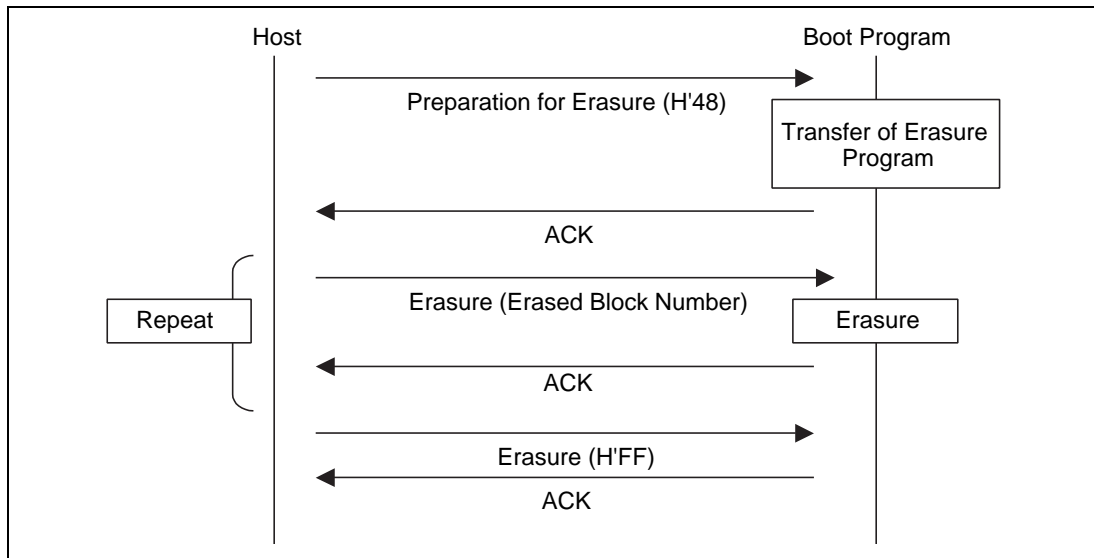 Host
Boot Program
Preparation for Erasure (H'48)
Transfer of Erasure
Program
ACK
Erasure (Erased Block Number)
Repeat
Erasure
ACK
Erasure (H'FF)
ACK